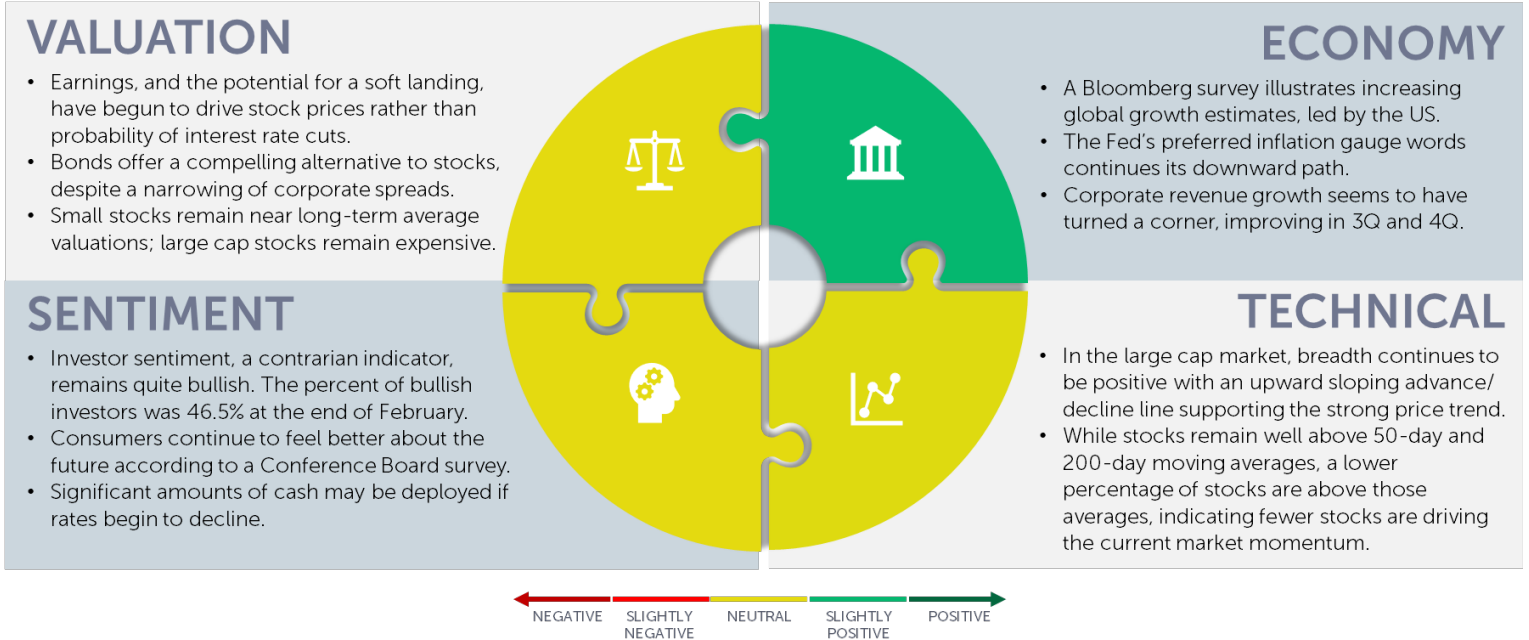 VALUATION
• Earnings, and the potential for a soft landing,
have begun to drive stock prices rather than
probability of interest rate cuts.
• Bonds offer a compelling alternative to stocks,
despite a narrowing of corporate spreads.
• Small stocks remain near long-term average
valuations; large cap stocks remain expensive.
ECONOMY
• A Bloomberg survey illustrates increasing
global growth estimates, led by the US.
• The Fed's preferred inflation gauge words
continues its downward path.
• Corporate revenue growth seems to have
turned a corner, improving in 3Q and 4Q.
SENTIMENT
• Investor sentiment, a contrarian indicator,
remains quite bullish. The percent of bullish
investors was 46.5% at the end of February.
• Consumers continue to feel better about the
future according to a Conference Board survey.
• Significant amounts of cash may be deployed if
rates begin to decline.
TECHNICAL
• In the large cap market, breadth continues to
be positive with an upward sloping advance/
decline line supporting the strong price trend.
• While stocks remain well above 50-day and
200-day moving averages, a lower
percentage of stocks are above those
averages, indicating fewer stocks are driving
the current market momentum.
NEGATIVE
SLIGHTLY
NEGATIVE
NEUTRAL
SLIGHTLY
POSITIVE
POSITIVE